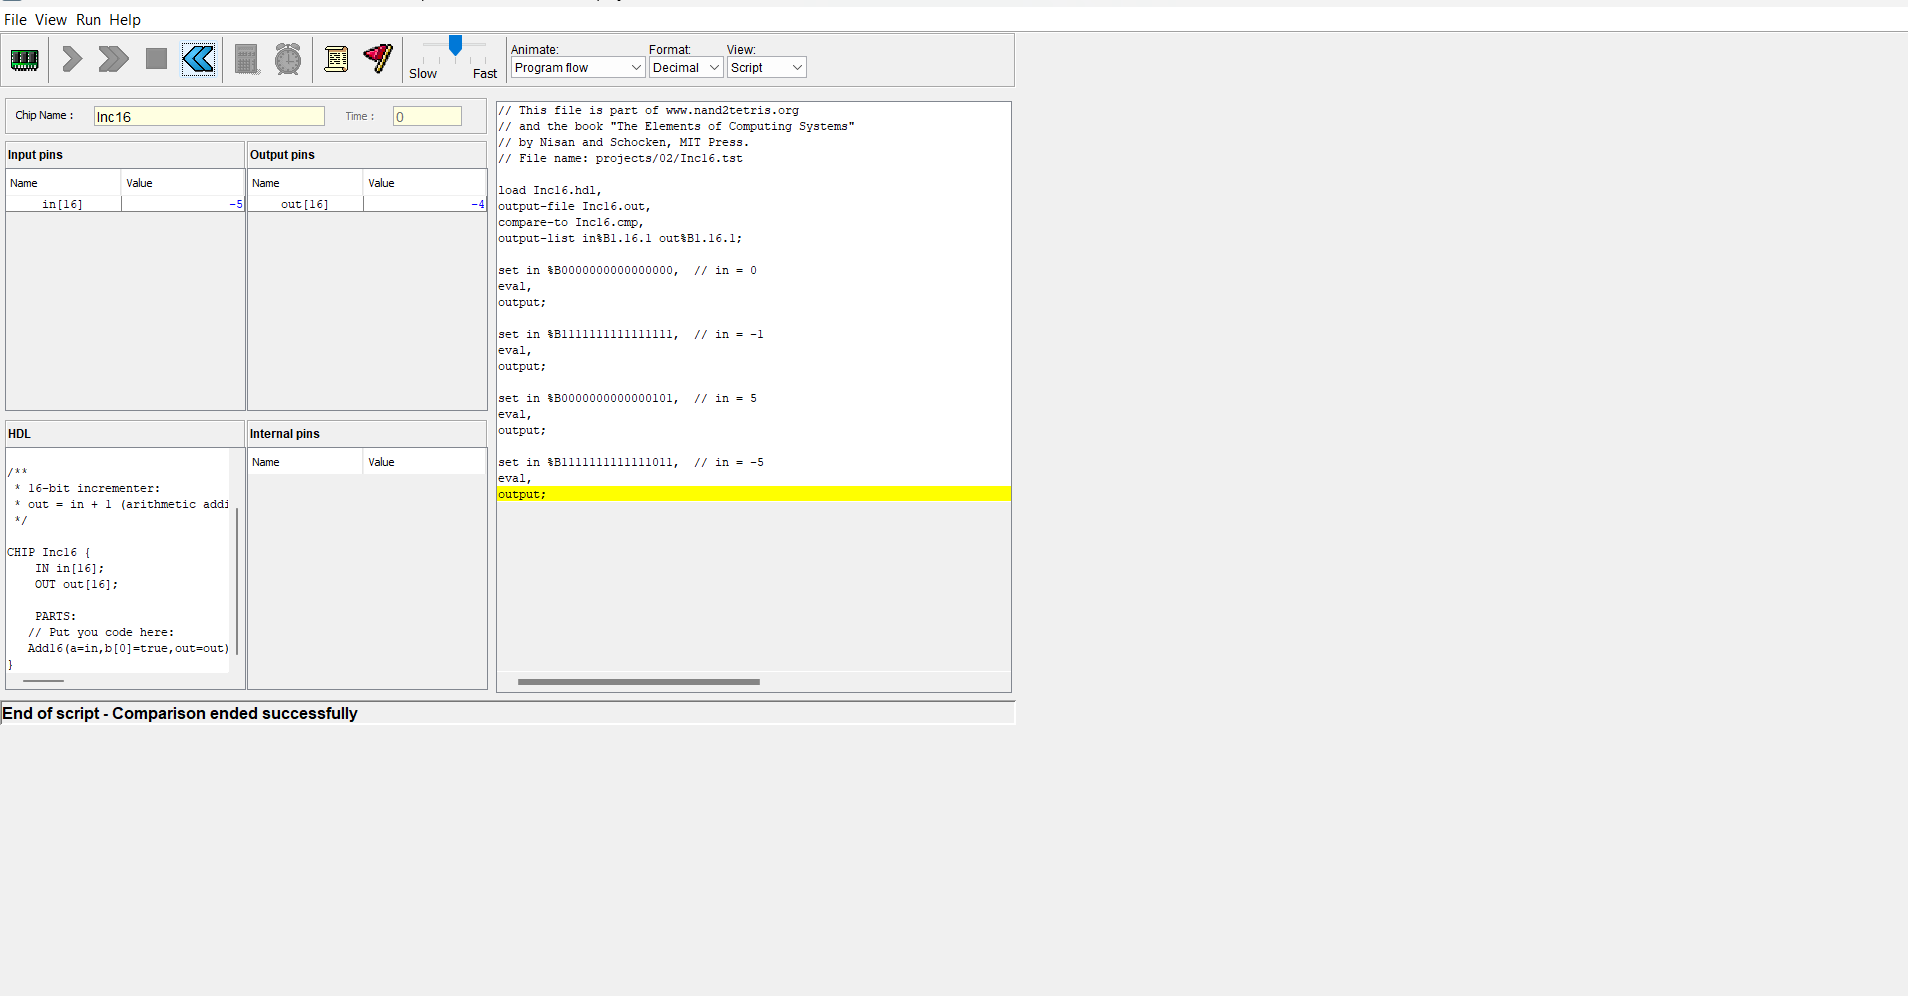 File View Run Help
Animate: Format: View:
Slow Fast Program flow Decimal Script
Chip Name : Inc16 Time : 0
Input pins
Name Value
in[16] -5
Output pins
Name Value
out[16] -4
HDL
/**
* 16-bit incrementer:
* out = in + 1 (arithmetic addi
*/
CHIP Inc16 {
IN in[16];
OUT out[16];
PARTS:
// Put you code here:
Add16(a=in,b[0]=true,out=out)
}
Internal pins
Name Value
// This file is part of www.nand2tetris.org
// and the book "The Elements of Computing Systems"
// by Nisan and Schocken, MIT Press.
// File name: projects/02/Inc16.tst
load Inc16.hdl,
output-file Inc16.out,
compare-to Inc16.cmp,
output-list in%B1.16.1 out%B1.16.1;
set in %B0000000000000000,  // in = 0
eval,
output;
set in %B1111111111111111,  // in = -1
eval,
output;
set in %B0000000000000101,  // in = 5
eval,
output;
set in %B1111111111111011,  // in = -5
eval,
output;
End of script - Comparison ended successfully